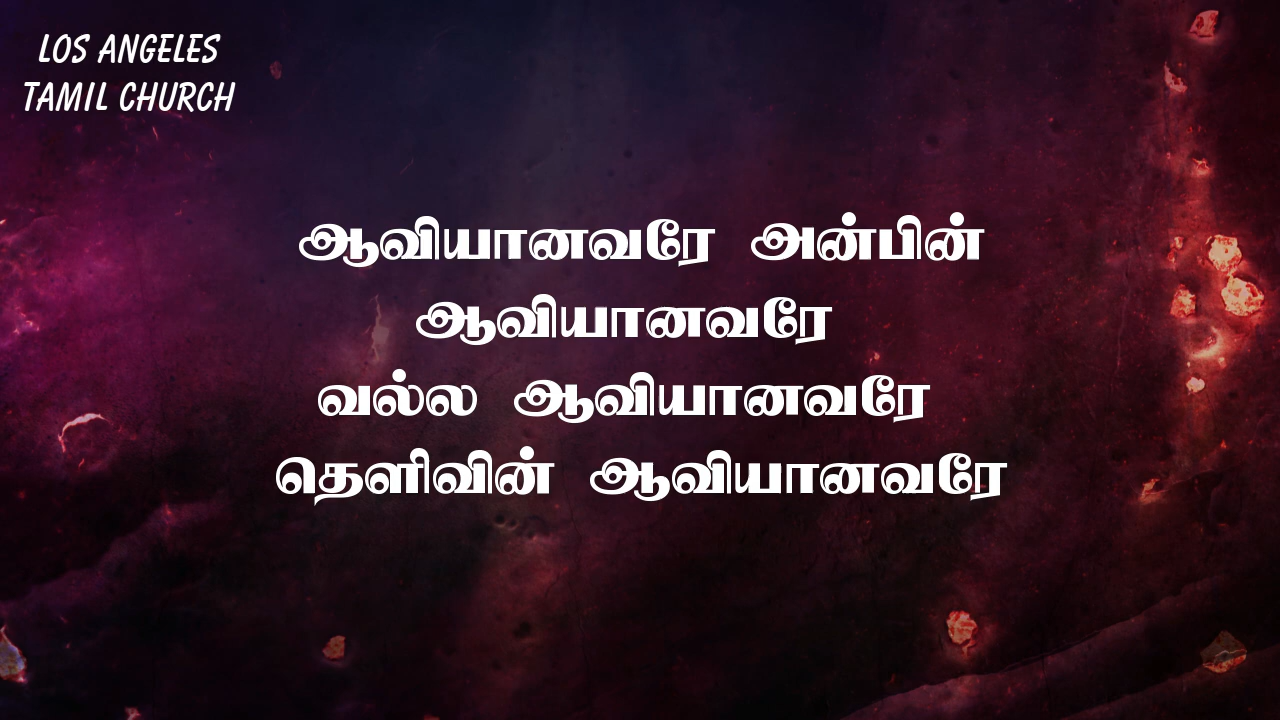 LOS ANGELES
TAMIL CHURCH
ஆவியானவரே அன்பின்
ஆவியானவரே
வல்ல ஆவியானவரே
தெளிவின் ஆவியானவரே